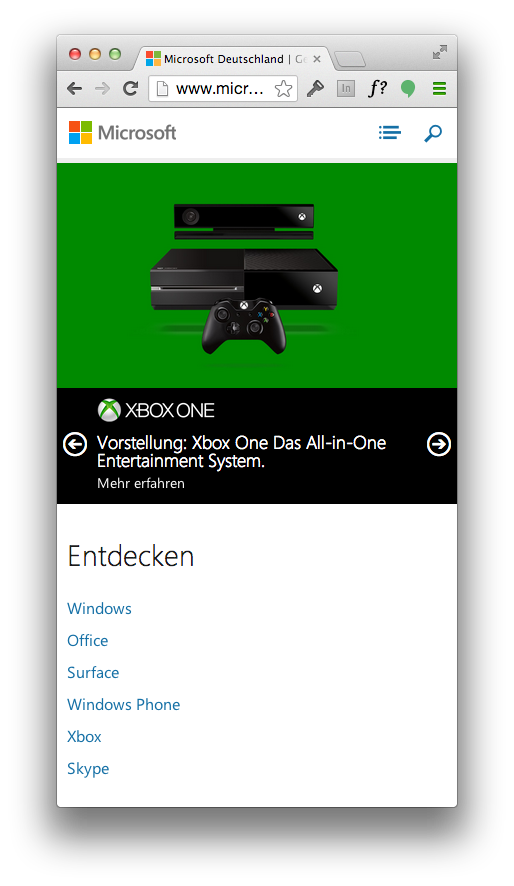 Microsoft Deutschland | Ge
www.micr...
In
f?
Microsoft
XBOX ONE
Vorstellung: Xbox One Das All-in-One
Entertainment System.
Mehr erfahren
Entdecken
Windows
Office
Surface
Windows Phone
Xbox
Skype